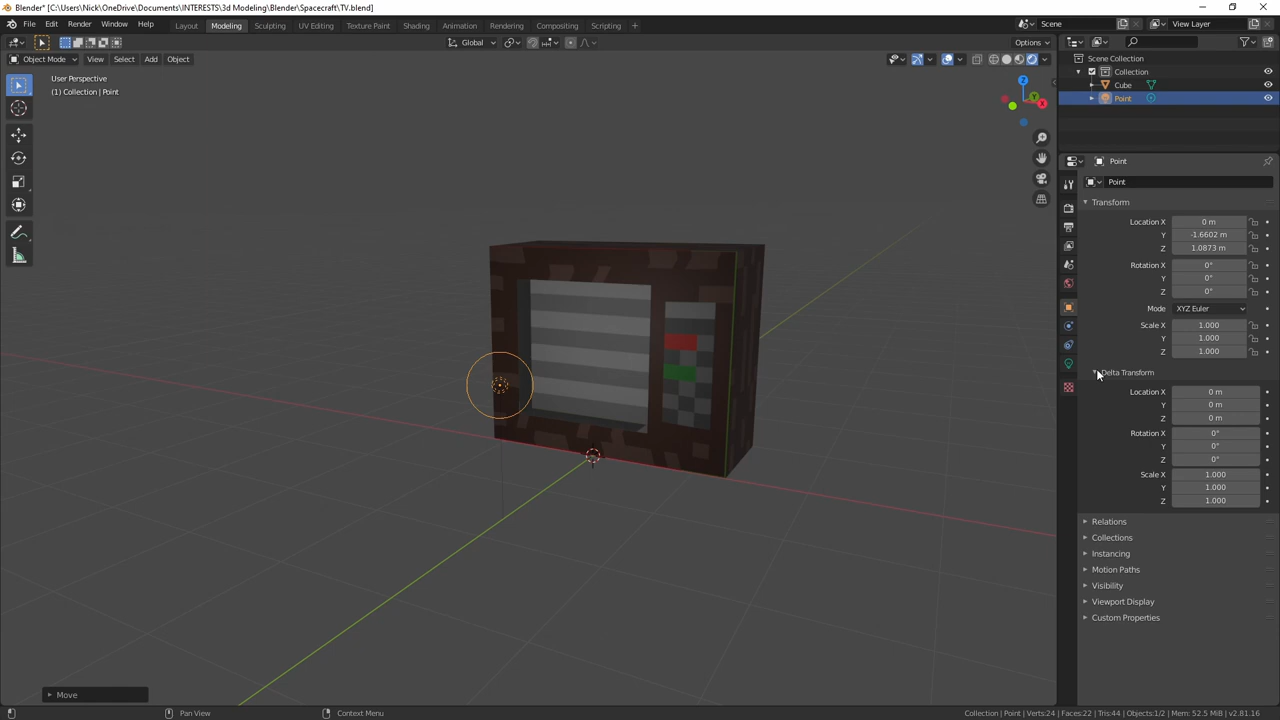 Blender* [C:\Users\Nick\OneDrive\Documents\INTERESTS\3d Modeling\Blender\Spacecraft\TV.blend]
File Edit Render Window Help Layout Modeling Sculpting UV Editing Texture Paint Shading Animation Rendering Compositing Scripting + Scene View Layer
Global Options
Object Mode View Select Add Object
User Perspective
(1) Collection | Point
Z
Y
X
Scene Collection
Collection
Cube
Point
Point
Point
Transform
Location X 0 m
Y -1.6602 m
Z 1.0873 m
Rotation X 0°
Y 0°
Z 0°
Mode XYZ Euler
Scale X 1.000
Y 1.000
Z 1.000
Delta Transform
Location X 0 m
Y 0 m
Z 0 m
Rotation X 0°
Y 0°
Z 0°
Scale X 1.000
Y 1.000
Z 1.000
Relations
Collections
Instancing
Motion Paths
Visibility
Viewport Display
Custom Properties
Move
Pan View Context Menu Collection | Point | Verts:24 | Faces:22 | Tris:44 | Objects:1/2 | Mem: 52.5 MiB | v2.81.16